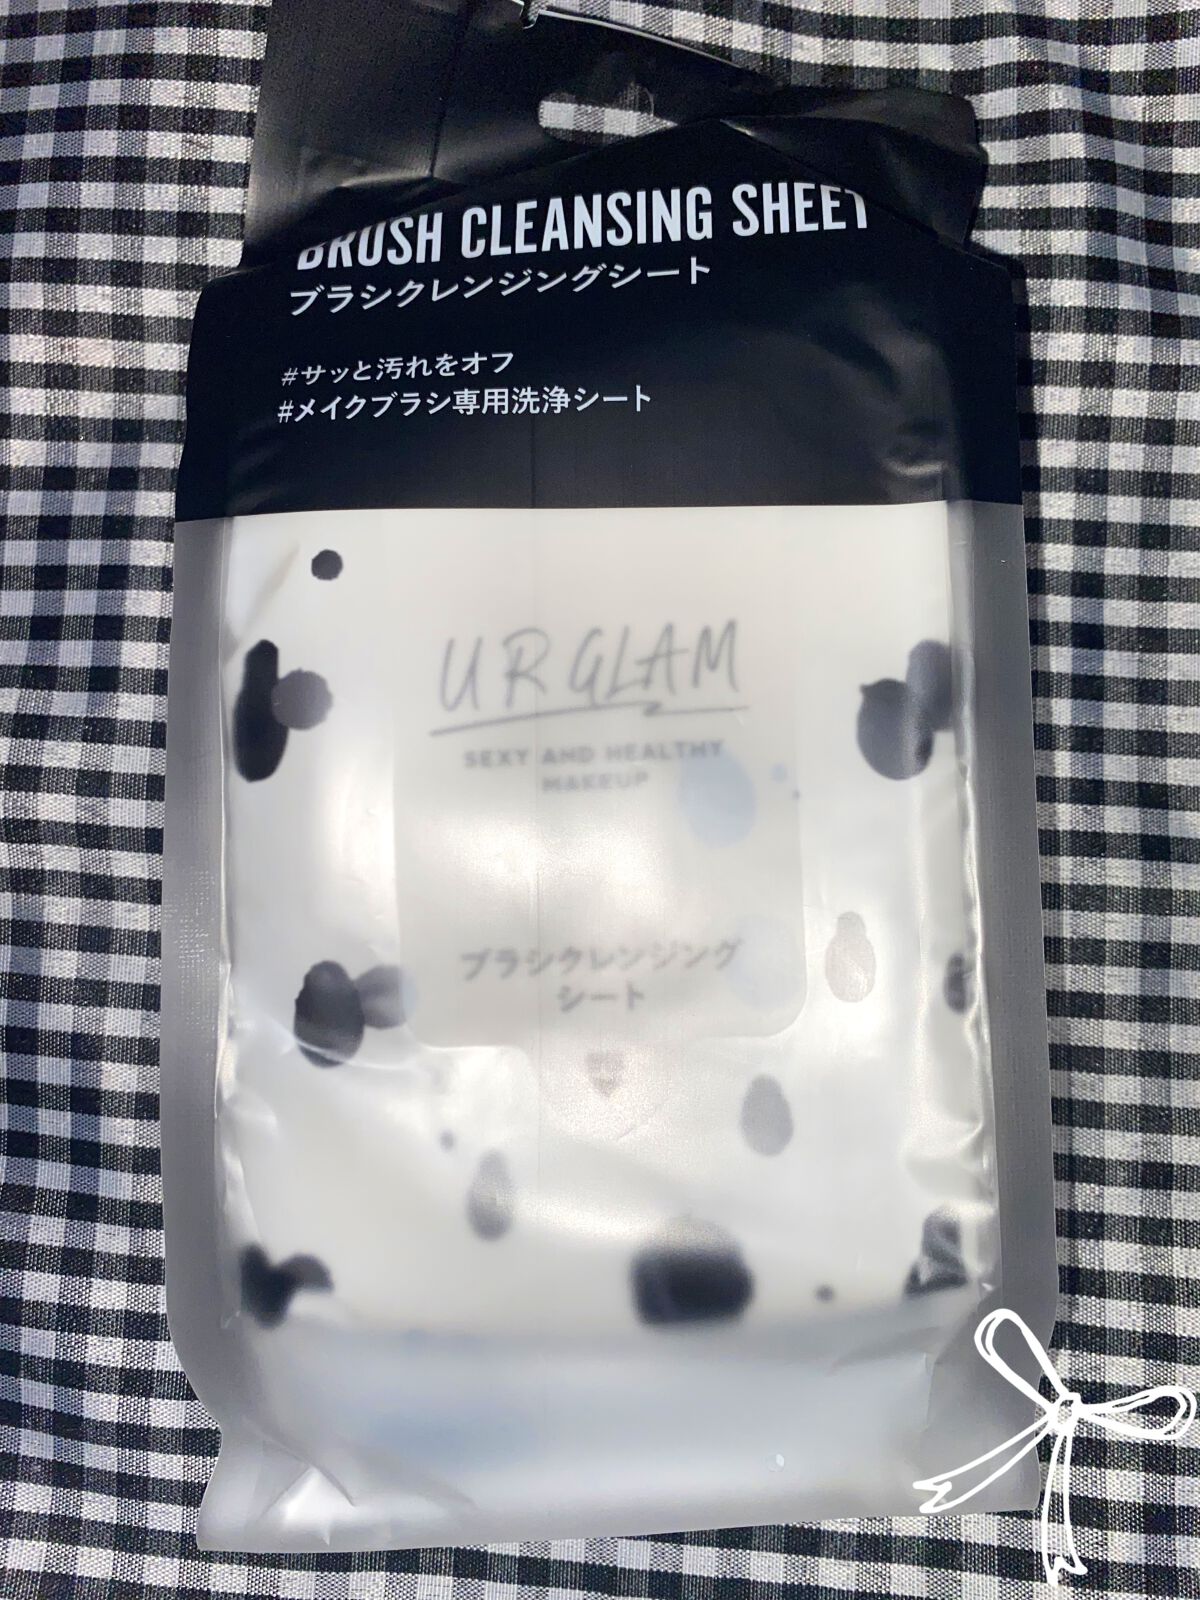 BRUSH CLEANSING SHEET
ブラシクレンジングシート
#サッと汚れをオフ
#メイクブラシ専用洗浄シート
URGLAM
SEXY AND HEALTHY
MAKEUP
ブラシクレンジング
シート